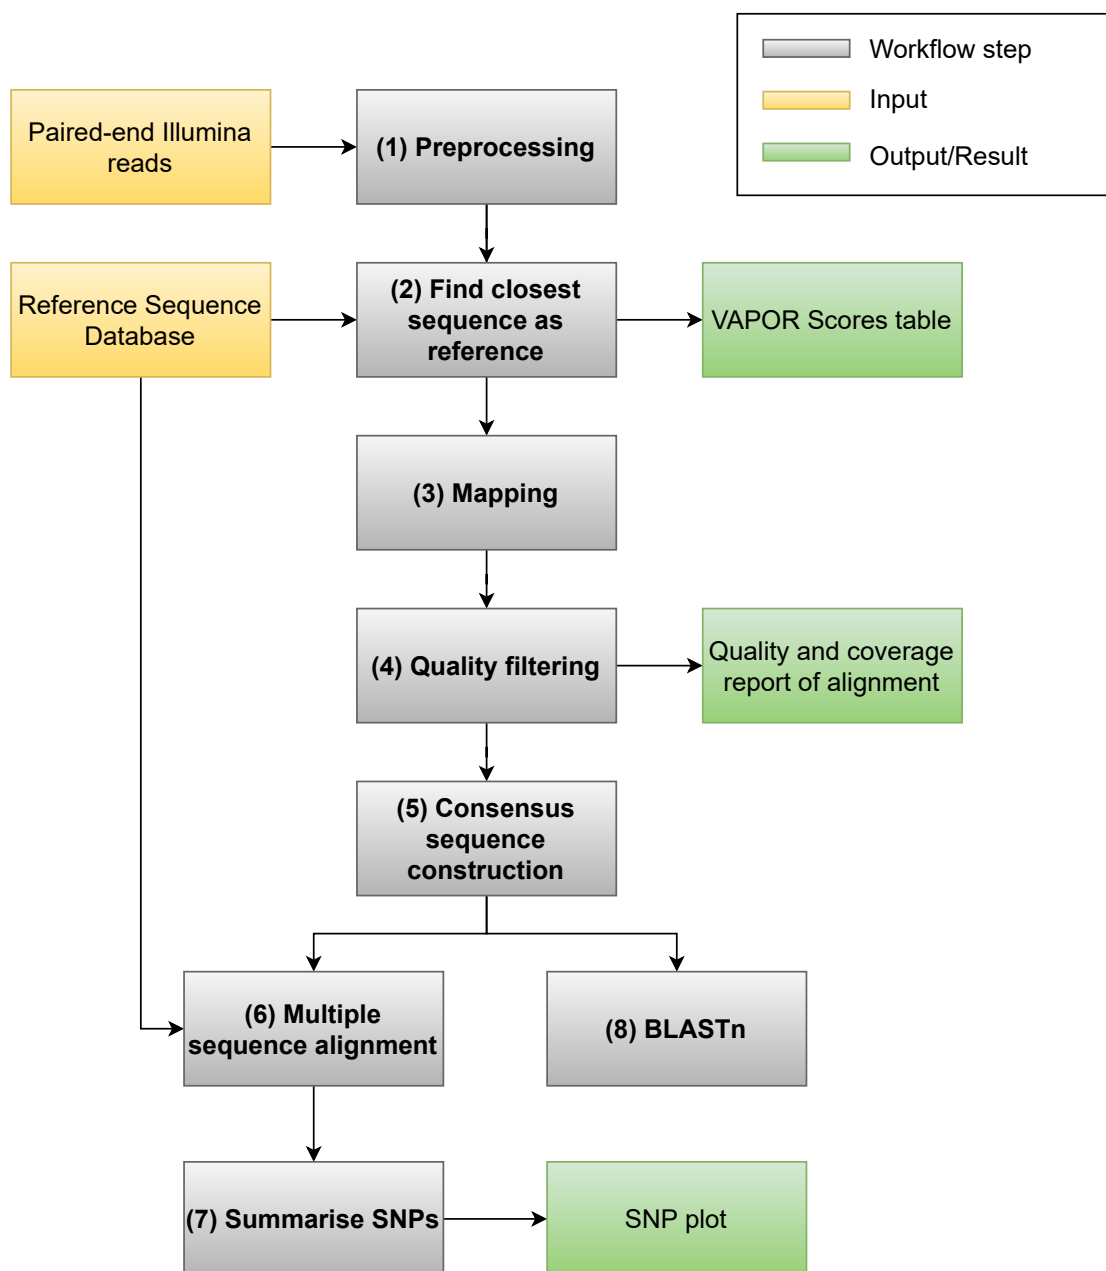 Workflow step
Input
Output/Result
Paired-end Illumina
reads
(1) Preprocessing
Reference Sequence
Database
(2) Find closest
sequence as
reference
VAPOR Scores table
(3) Mapping
(4) Quality filtering
Quality and coverage
report of alignment
(5) Consensus
sequence
construction
(6) Multiple
sequence alignment
(8) BLASTn
(7) Summarise SNPs
SNP plot